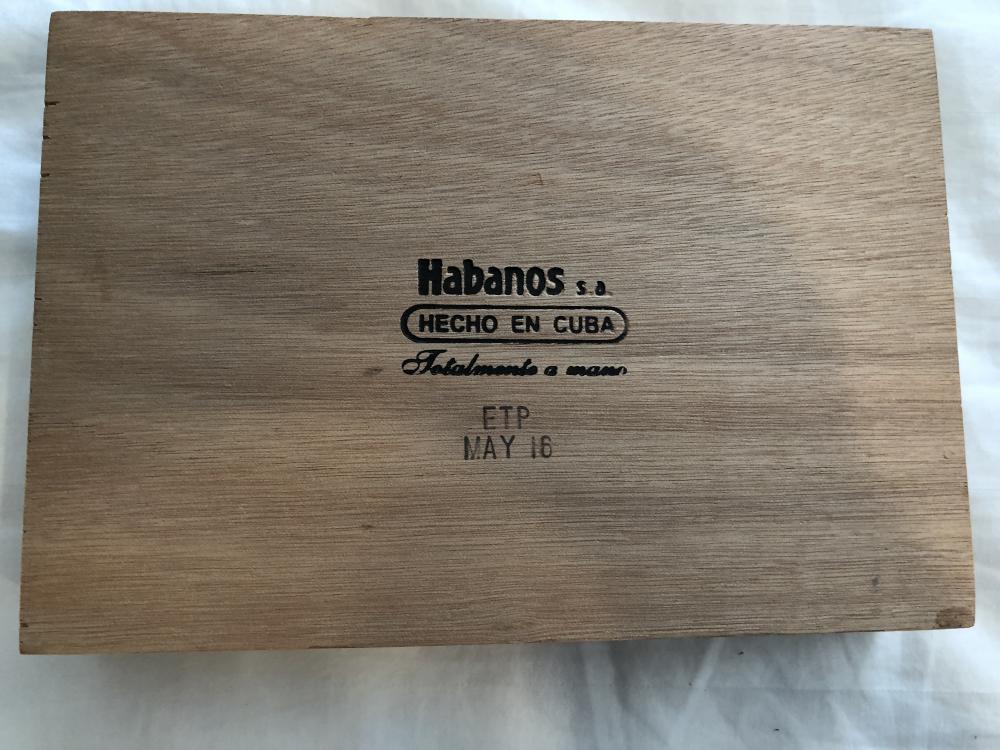 Habanos s.a.
HECHO EN CUBA
Totalmente a mano
ETP
MAY 16